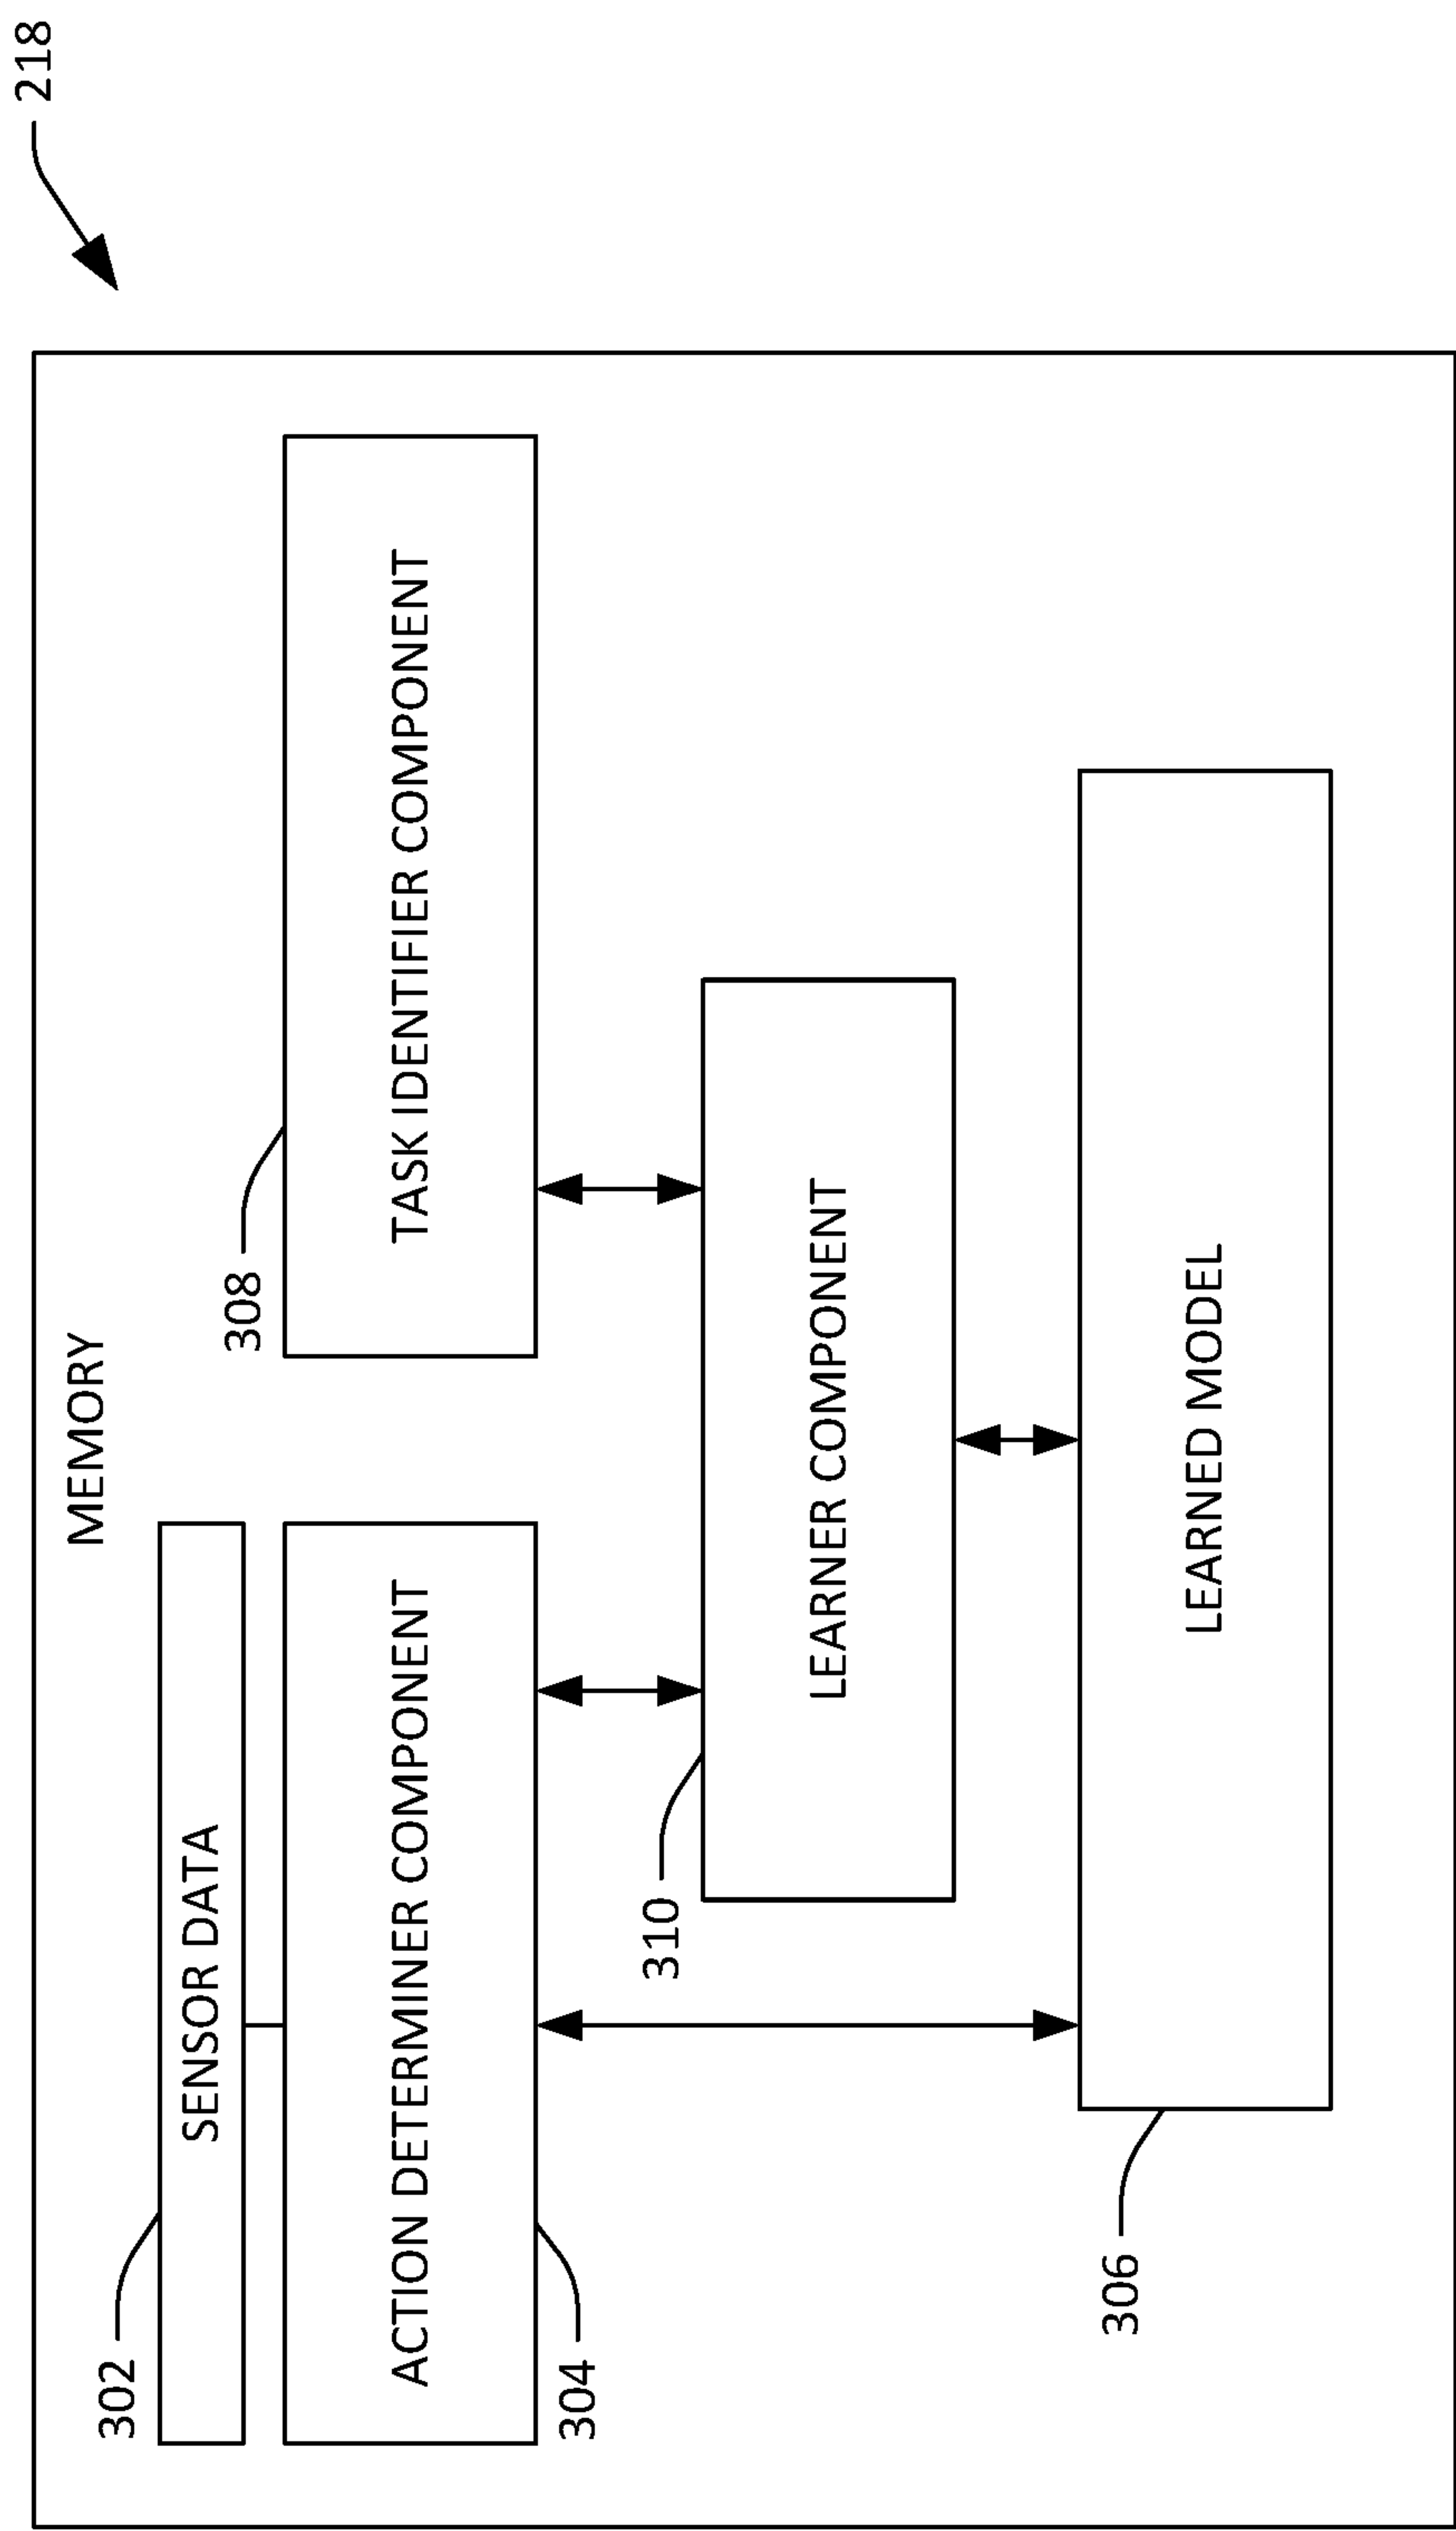 218
MEMORY
302
SENSOR DATA
308
ACTION DETERMINER COMPONENT
TASK IDENTIFIER COMPONENT
304
310
LEARNER COMPONENT
306
LEARNED MODEL